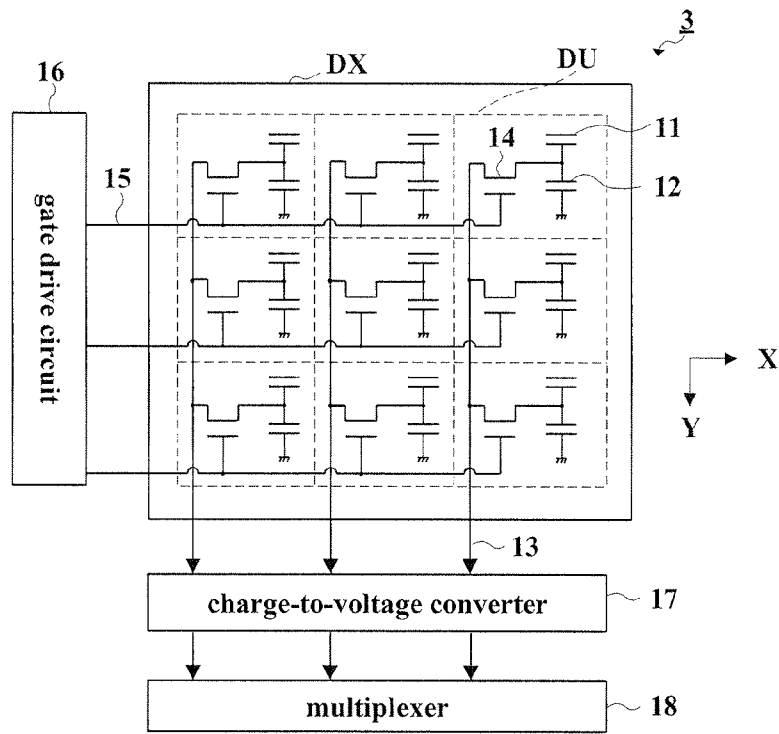 3
16
DX
DU
11
14
12
15
gate drive circuit
X
Y
13
charge-to-voltage converter
17
multiplexer
18